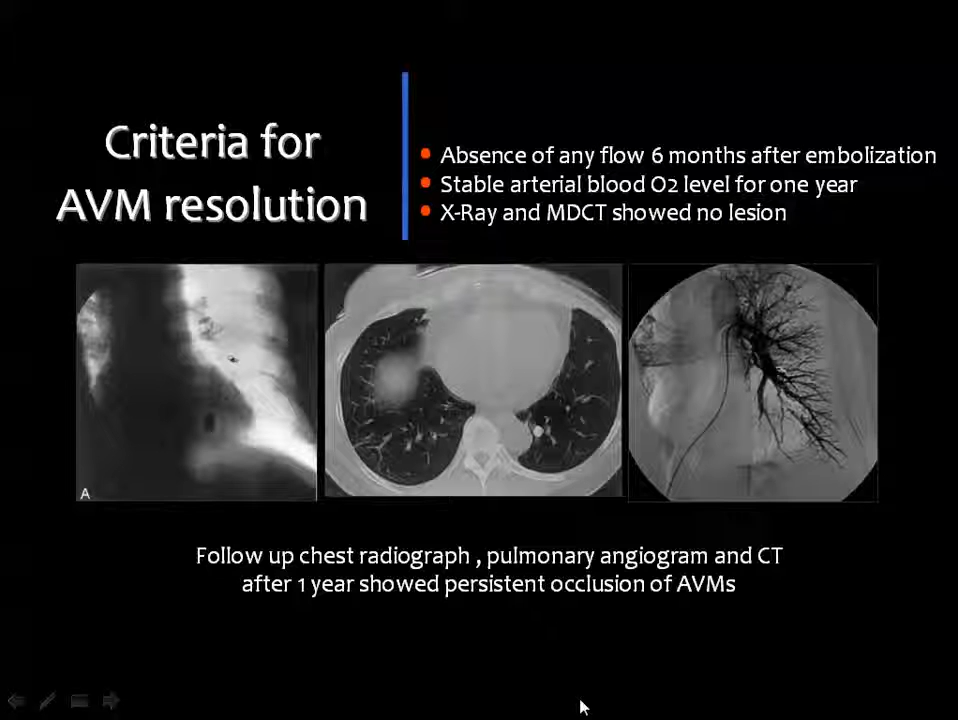 Criteria for
AVM resolution
Absence of any flow 6 months after embolization
Stable arterial blood O2 level for one year
X-Ray and MDCT showed no lesion
A
Follow up chest radiograph , pulmonary angiogram and CT
after 1 year showed persistent occlusion of AVMs